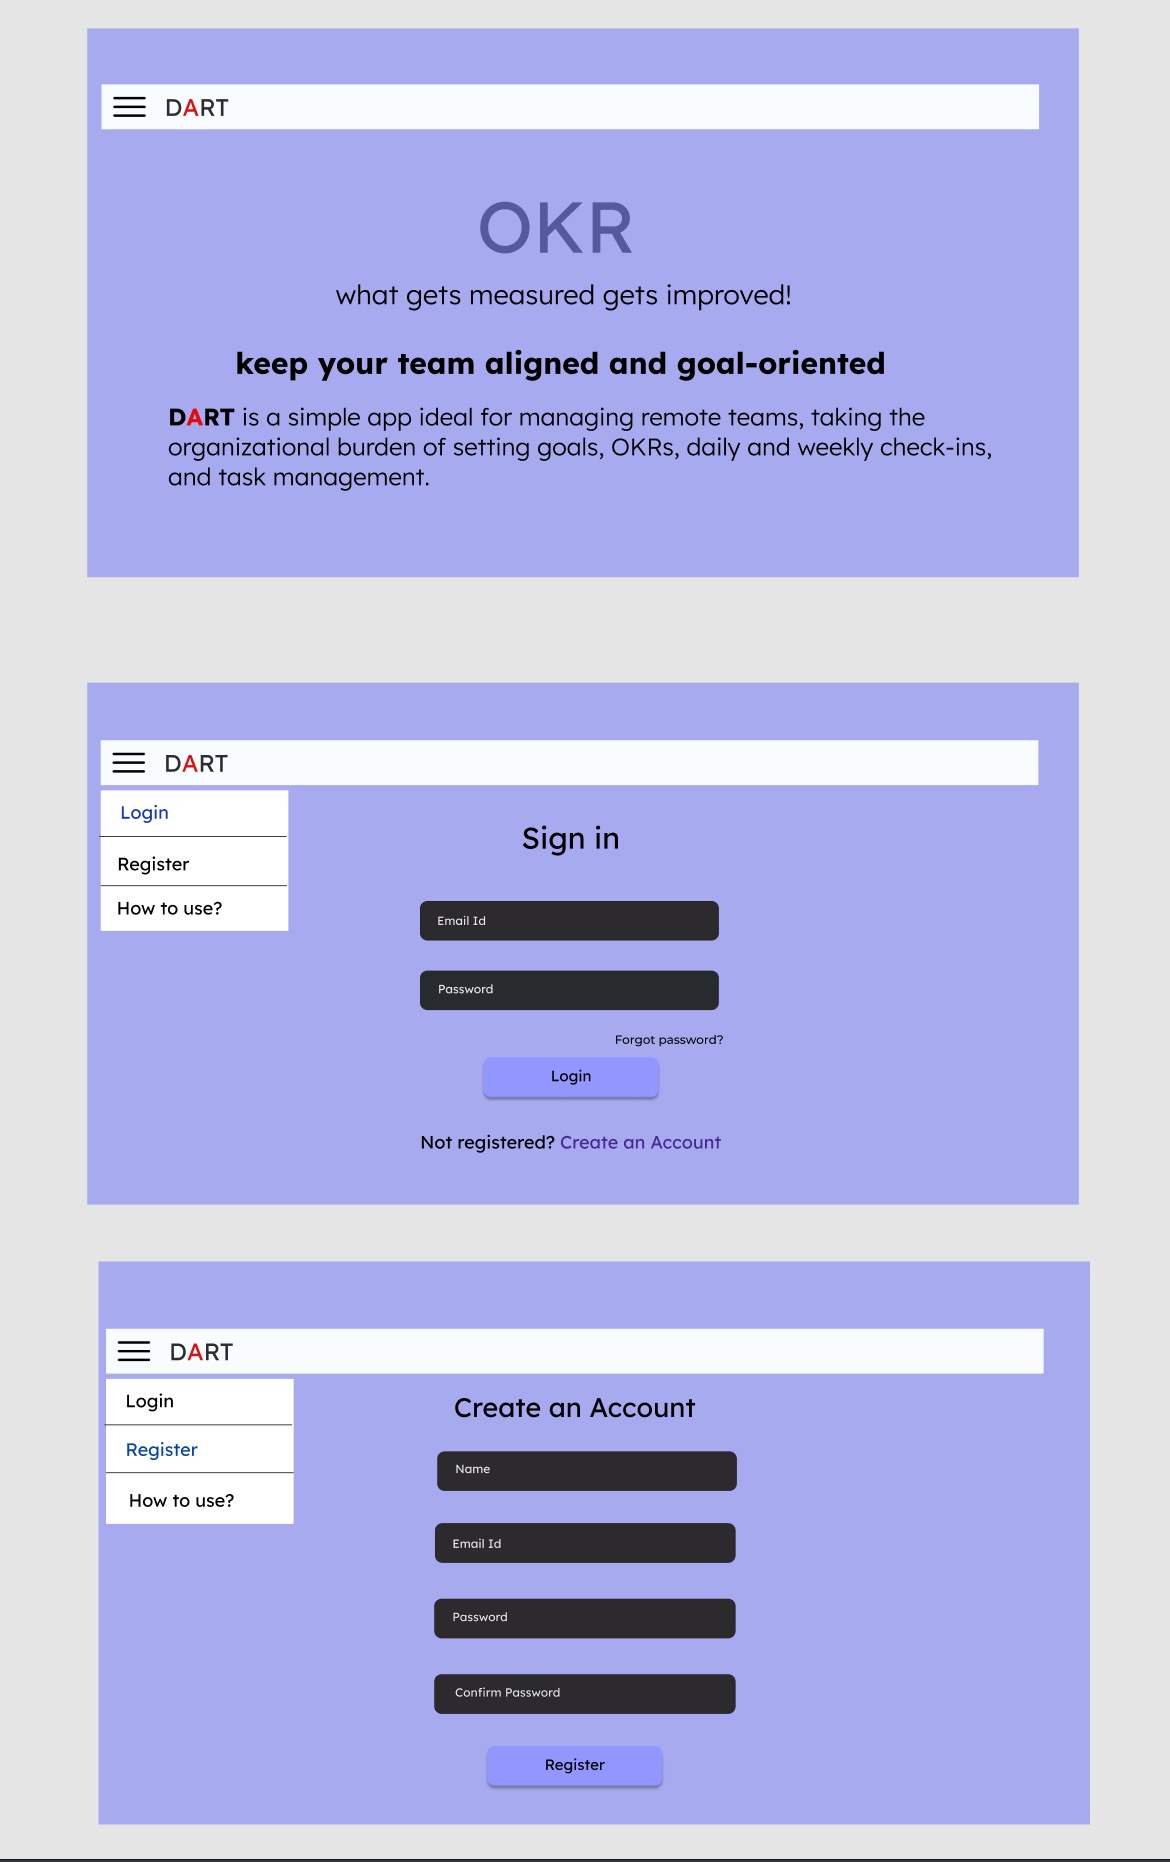 DART
OKR
what gets measured gets improved!
keep your team aligned and goal-oriented
DART is a simple app ideal for managing remote teams, taking the
organizational burden of setting goals, OKRs, daily and weekly check-ins,
and task management.
DART
Login
Register
How to use?
Sign in
Email Id
Password
Forgot password?
Login
Not registered? Create an Account
DART
Login
Register
How to use?
Create an Account
Name
Email Id
Password
Confirm Password
Register